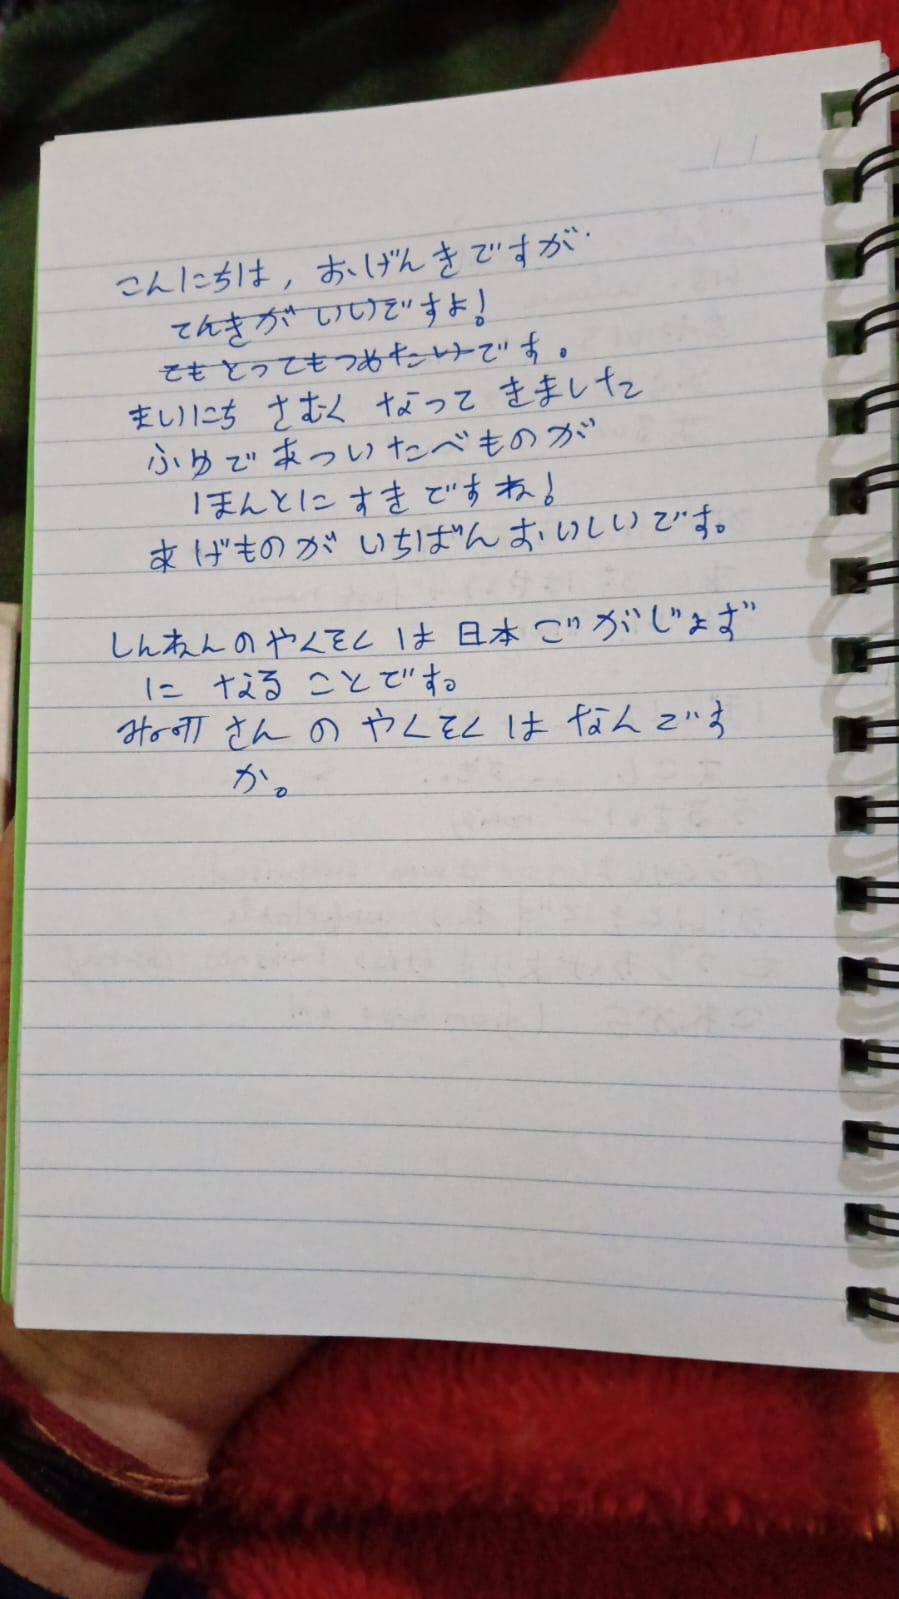 こんにちは, おげんきですが.
てんきがいいですよ!
てもとってもつめたいです。
まいにち さむく なって きました
ふゆで あついたべものが
ほんとに すきですね!
あげものが いちばんおいしいです。
しんねんのやくそくは 日本ごがじょず
に なることです。
さんの やくそくは なんです
か。